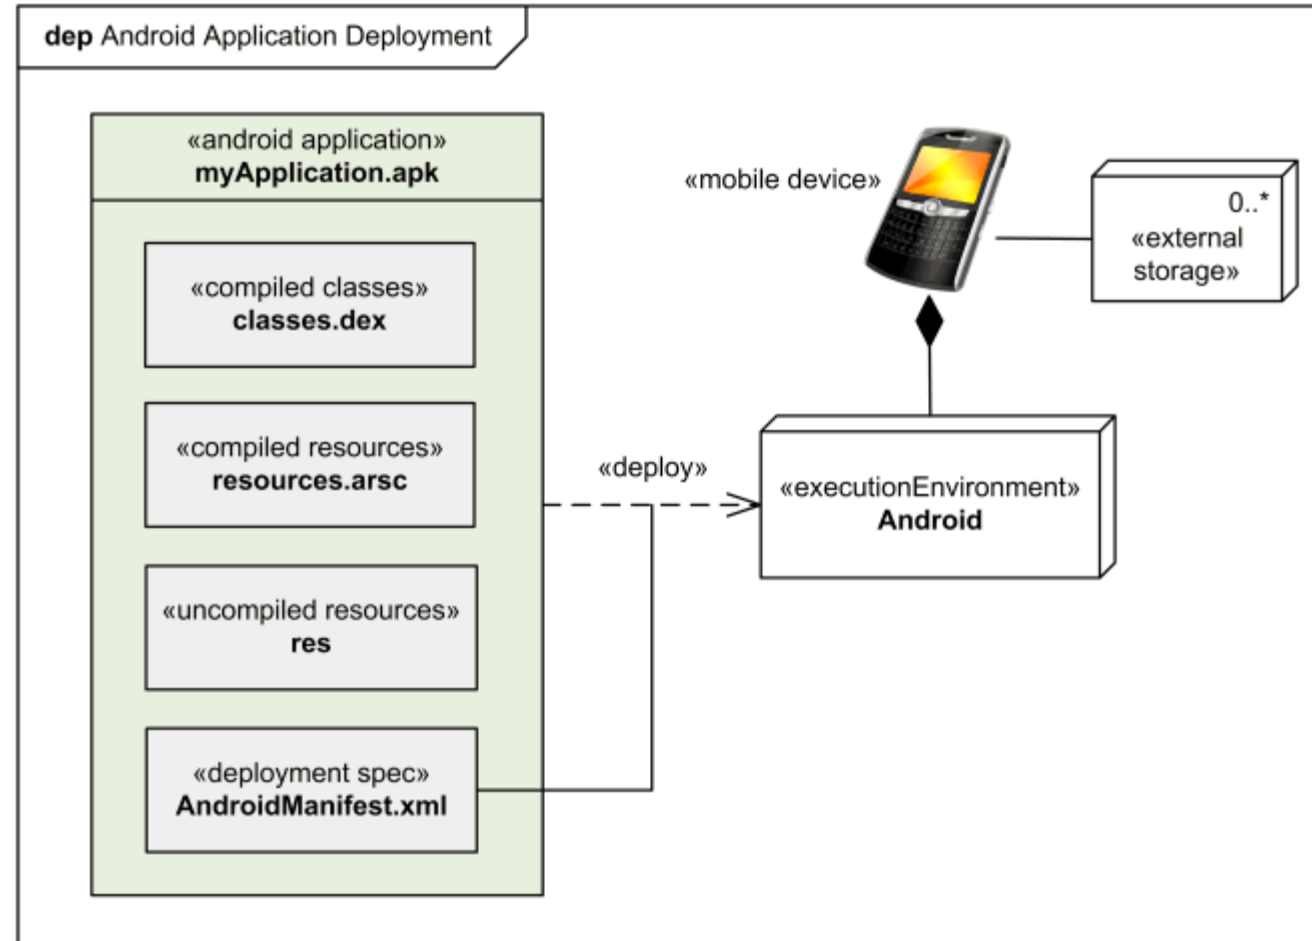 dep Android Application Deployment
«android application»
myApplication.apk
«compiled classes»
classes.dex
«compiled resources»
resources.arsc
«uncompiled resources»
res
«deployment spec»
AndroidManifest.xml
«deploy»
«mobile device»
0..*
«external
storage»
«executionEnvironment»
Android